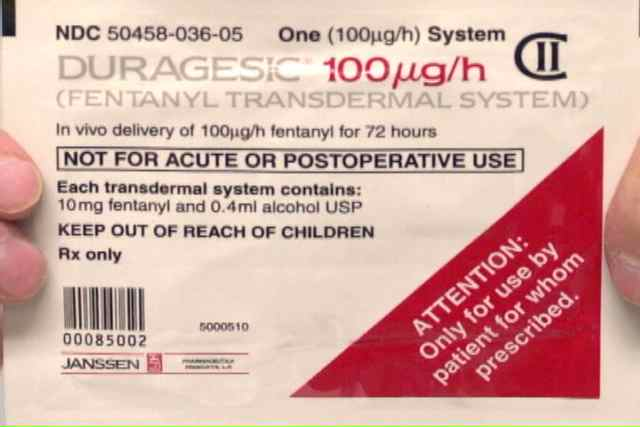 NDC 50458-036-05 One (100µg/h) System
CII
DURAGESIC® 100µg/h
(FENTANYL TRANSDERMAL SYSTEM)
In vivo delivery of 100µg/h fentanyl for 72 hours
NOT FOR ACUTE OR POSTOPERATIVE USE
Each transdermal system contains:
10mg fentanyl and 0.4ml alcohol USP
KEEP OUT OF REACH OF CHILDREN
Rx only
ATTENTION:
Only for use by
patient for whom
prescribed.
5000510
00085002
JANSSEN
PHARMACEUTICA
PRODUCTS, L.P.